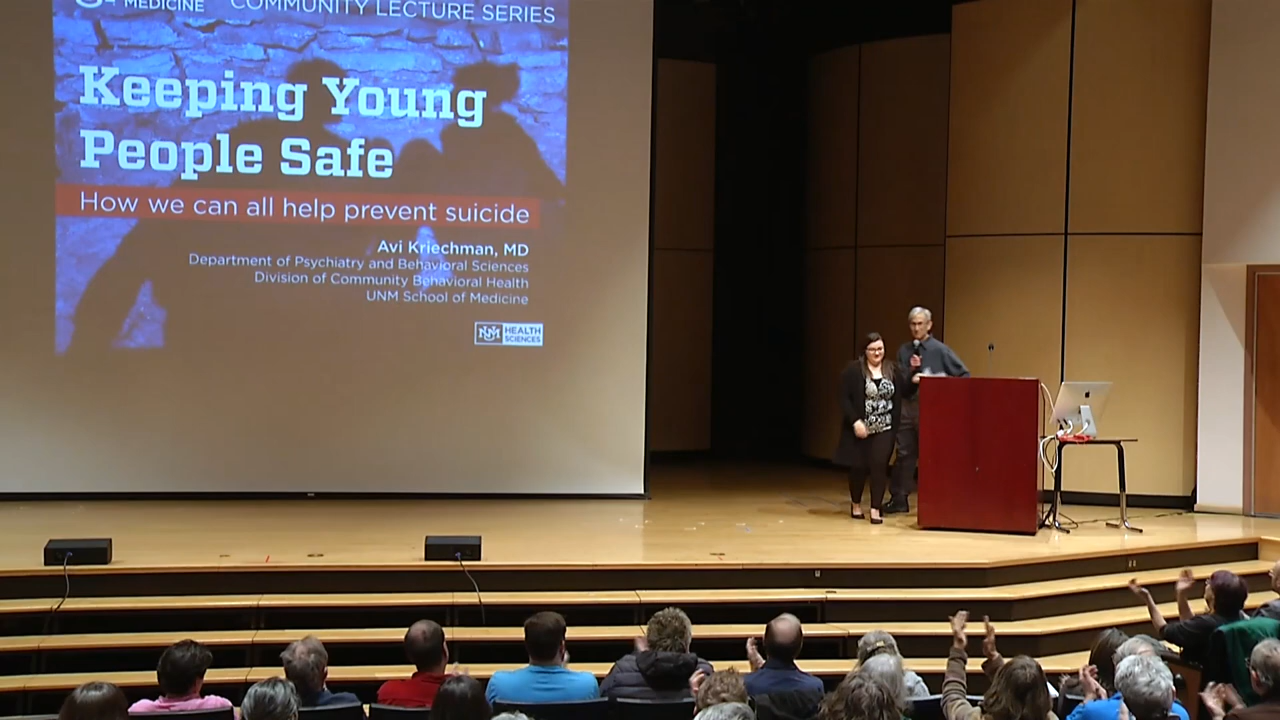 MEDICINE COMMUNITY LECTURE SERIES
Keeping Young
People Safe
How we can all help prevent suicide
Avi Kriechman, MD
Department of Psychiatry and Behavioral Sciences
Division of Community Behavioral Health
UNM School of Medicine
UNM HEALTH
SCIENCES